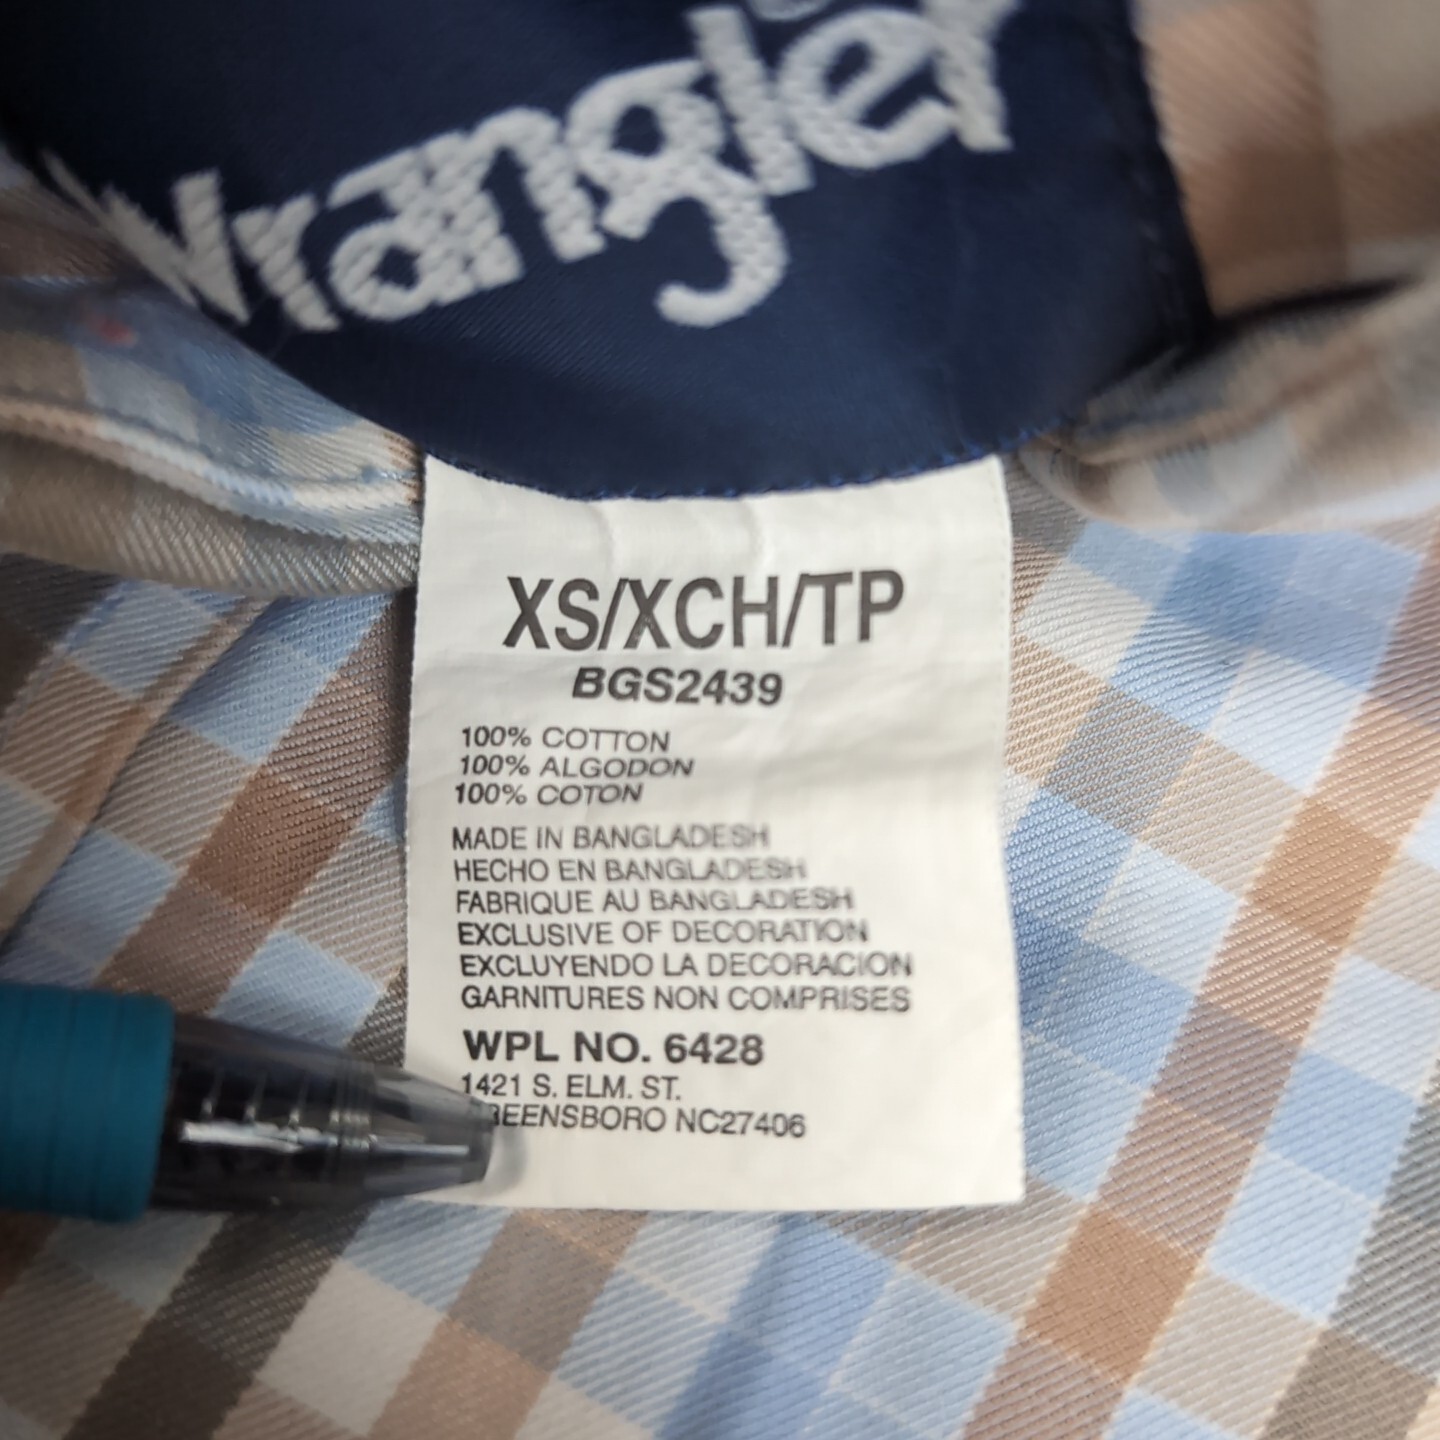 Wrangler
XS/XCH/TP
BGS2439
100% COTTON
100% ALGODON
100% COTON
MADE IN BANGLADESH
HECHO EN BANGLADESH
FABRIQUE AU BANGLADESH
EXCLUSIVE OF DECORATION
EXCLUYENDO LA DECORACION
GARNITURES NON COMPRISES
WPL NO. 6428
1421 S. ELM. ST.
REENSBORO NC27406